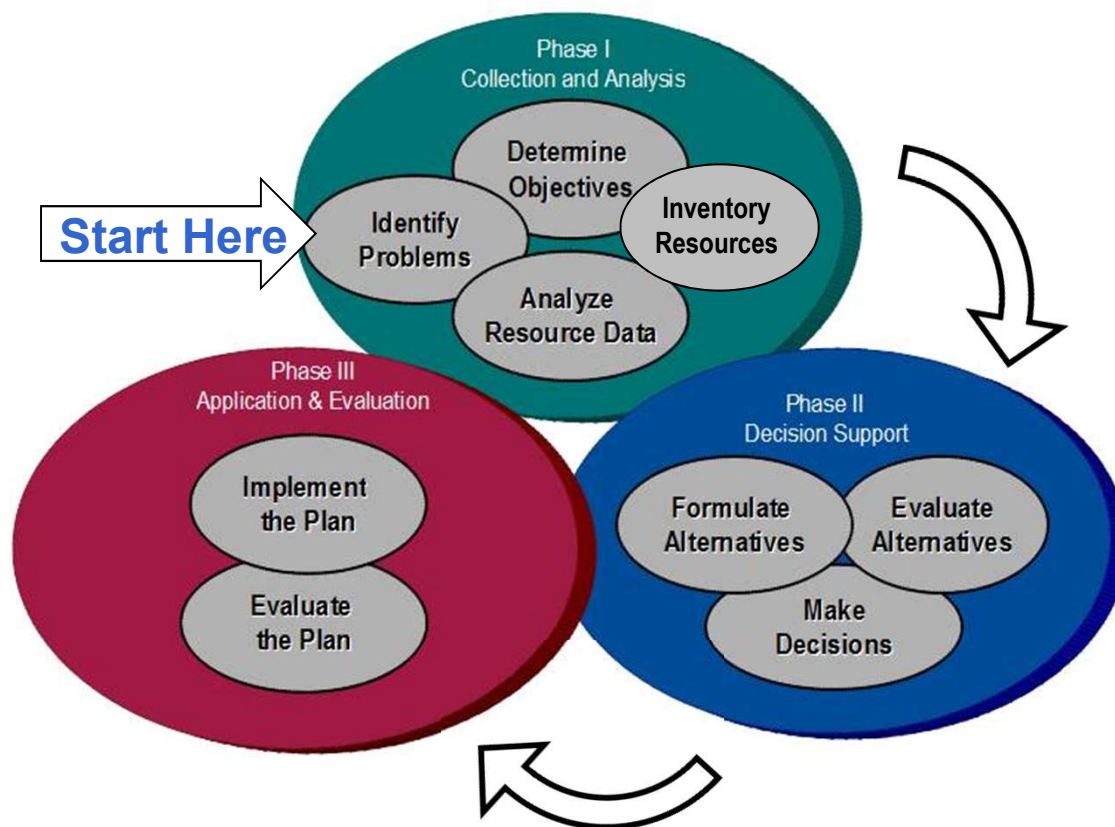 Phase I
Collection and Analysis
Determine
Objectives
Start Here
Identify
Problems
Inventory
Resources
Analyze
Resource Data
Phase II
Decision Support
Formulate
Alternatives
Evaluate
Alternatives
Make
Decisions
Phase III
Application & Evaluation
Implement
the Plan
Evaluate
the Plan